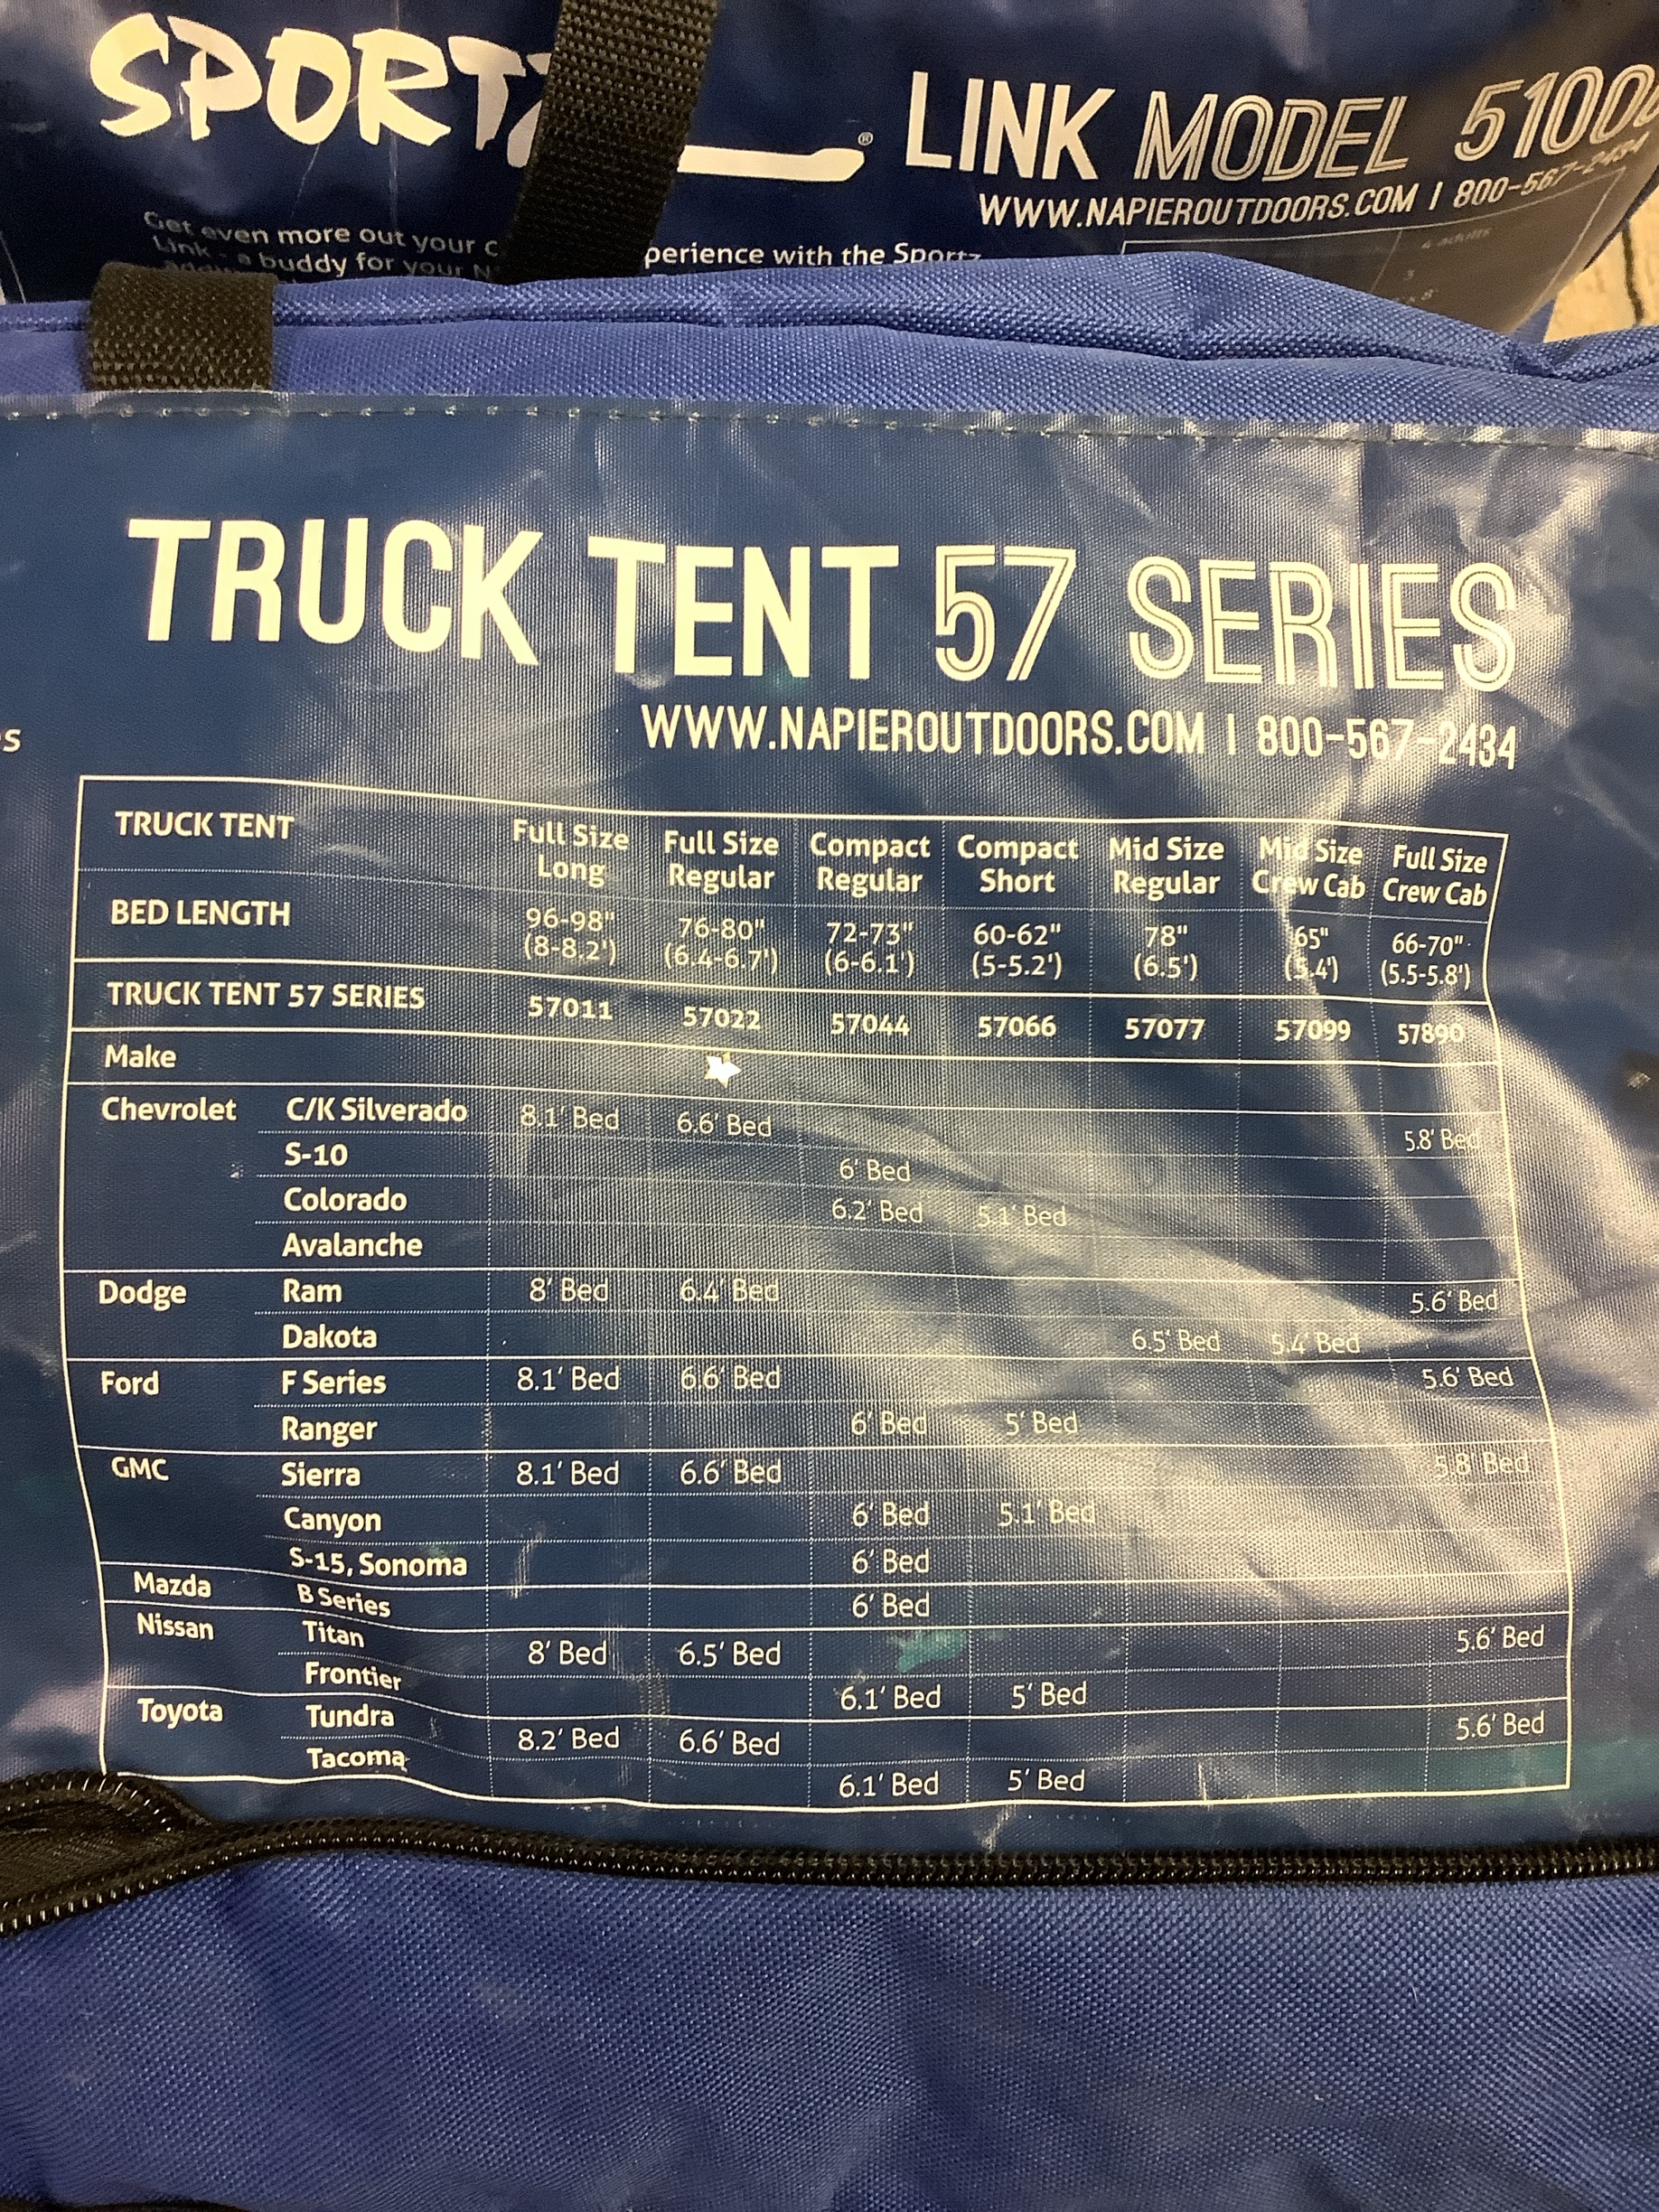 SPORTZ ® LINK MODEL 5100
WWW.NAPIEROUTDOORS.COM | 800-567-2434
Get even more out your c perience with the Sportz
Link - a buddy for your N
4 adults
3
x 8'
TRUCK TENT 57 SERIES
WWW.NAPIEROUTDOORS.COM | 800-567-2434
s
TRUCK TENT Full Size Long Full Size Regular Compact Regular Compact Short Mid Size Regular Mid Size Crew Cab Full Size Crew Cab
BED LENGTH 96-98" (8-8.2') 76-80" (6.4-6.7') 72-73" (6-6.1') 60-62" (5-5.2') 78" (6.5') 65" (5.4') 66-70" (5.5-5.8')
TRUCK TENT 57 SERIES 57011 57022 57044 57066 57077 57099 57890
Make
Chevrolet C/K Silverado 8.1' Bed 6.6' Bed 5.8' Bed
S-10 6' Bed
Colorado 6.2' Bed 5.1' Bed
Avalanche
Dodge Ram 8' Bed 6.4' Bed 5.6' Bed
Dakota 6.5' Bed 5.4' Bed
Ford F Series 8.1' Bed 6.6' Bed 5.6' Bed
Ranger 6' Bed 5' Bed
GMC Sierra 8.1' Bed 6.6' Bed 5.8' Bed
Canyon 6' Bed 5.1' Bed
S-15, Sonoma 6' Bed
Mazda B Series 6' Bed
Nissan Titan 8' Bed 6.5' Bed 5.6' Bed
Frontier 6.1' Bed 5' Bed
Toyota Tundra 8.2' Bed 6.6' Bed 5.6' Bed
Tacoma 6.1' Bed 5' Bed